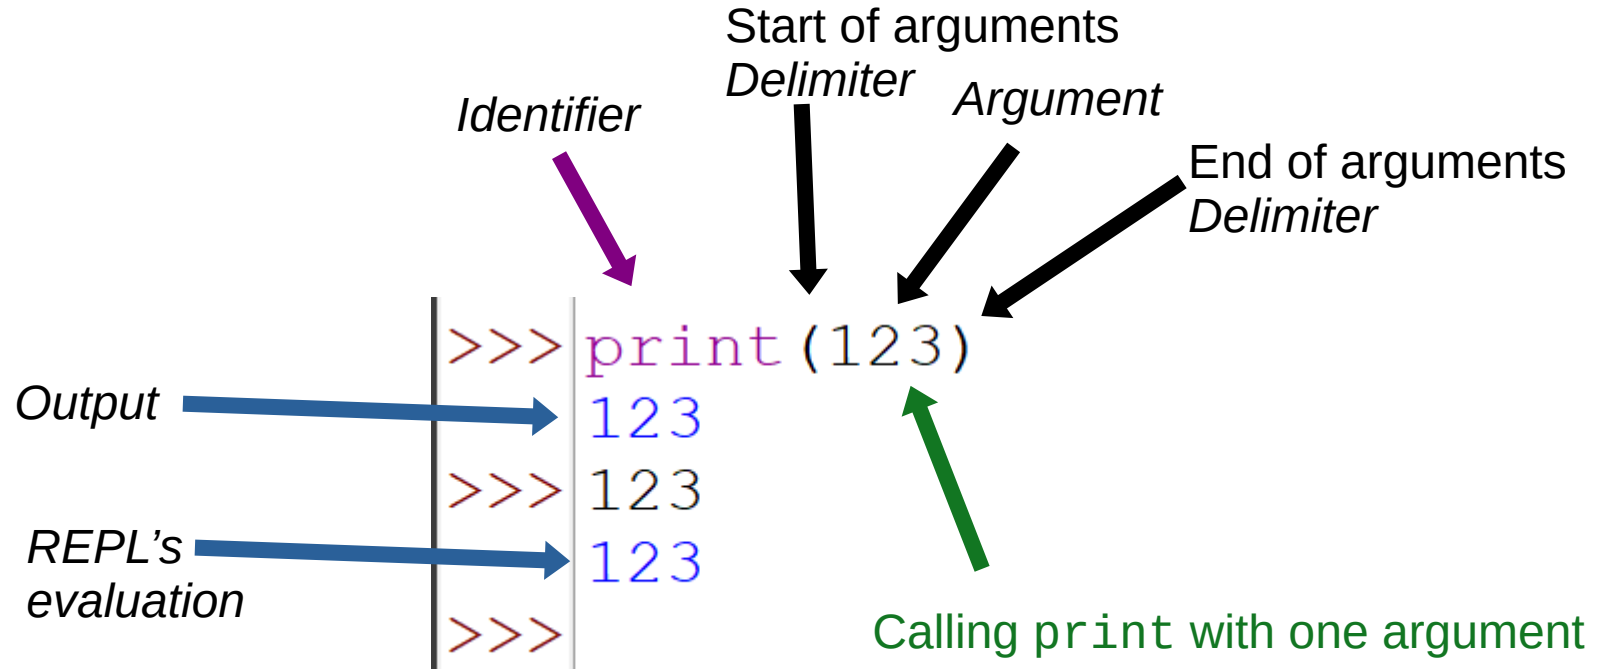 Start of arguments
Delimiter
Argument
Identifier
End of arguments
Delimiter
>>> print(123)
Output
123
>>> 123
REPL’s
evaluation
123
>>>
Calling print with one argument